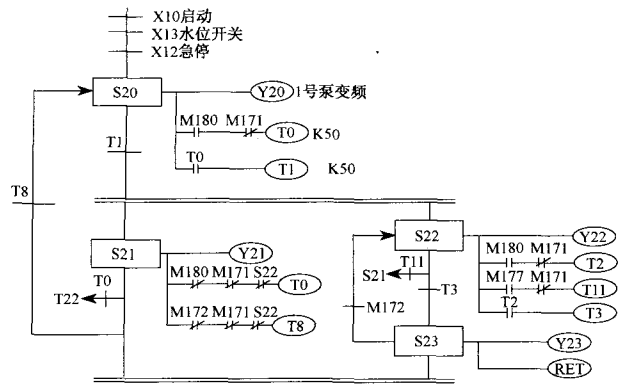 X10启动
X13水位开关
X12急停
S20
Y20
1号泵变频
M180 M171
T0
K50
T1
T0
T1
K50
T8
S21
Y21
M180 M171 S22
T0
T0
T22
M172 M171 S22
T8
S22
Y22
M180 M171
T2
T11
S21
M177 M171
T11
T3
T2
T3
M172
S23
Y23
RET